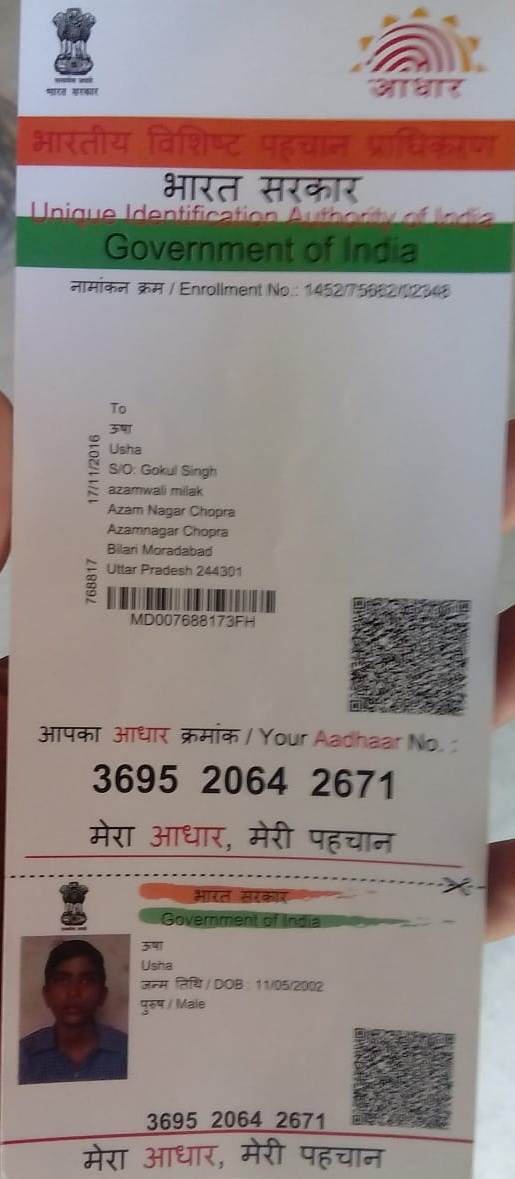 भारत सरकार
आधार
भारतीय विशिष्ट पहचान प्राधिकरण
भारत सरकार
Unique Identification Authority of India
Government of India
नामांकन क्रम / Enrollment No.: 1452/75682/02348
To
ऊषा
Usha
S/O: Gokul Singh
azamwali milak
Azam Nagar Chopra
Azamnagar Chopra
Bilari Moradabad
Uttar Pradesh 244301
17/11/2016
768817
MD007688173FH
आपका आधार क्रमांक / Your Aadhaar No. :
3695 2064 2671
मेरा आधार, मेरी पहचान
भारत सरकार
Government of India
ऊषा
Usha
जन्म तिथि / DOB : 11/05/2002
पुरुष / Male
3695 2064 2671
मेरा आधार, मेरी पहचान